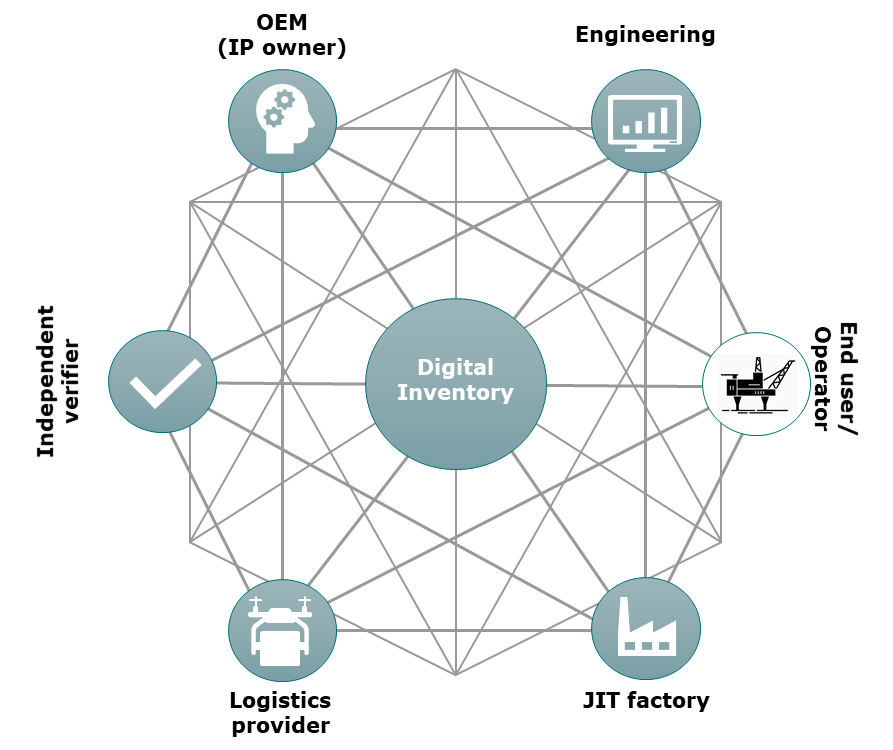 OEM
(IP owner)
Engineering
Independent
verifier
Digital
Inventory
End user/
Operator
Logistics
provider
JIT factory